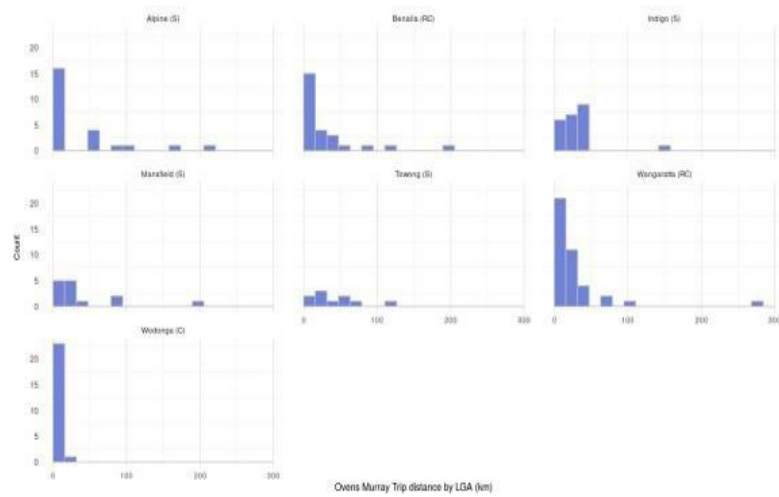 Alpine (S) Benalla (RC) Indigo (S)
20
15
10
5
0
Mansfield (S) Towong (S) Wangaratta (RC)
Count
20
15
10
5
0
0 100 200 300 0 100 200 300
Wodonga (C)
20
15
10
5
0
0 100 200 300
Ovens Murray Trip distance by LGA (km)